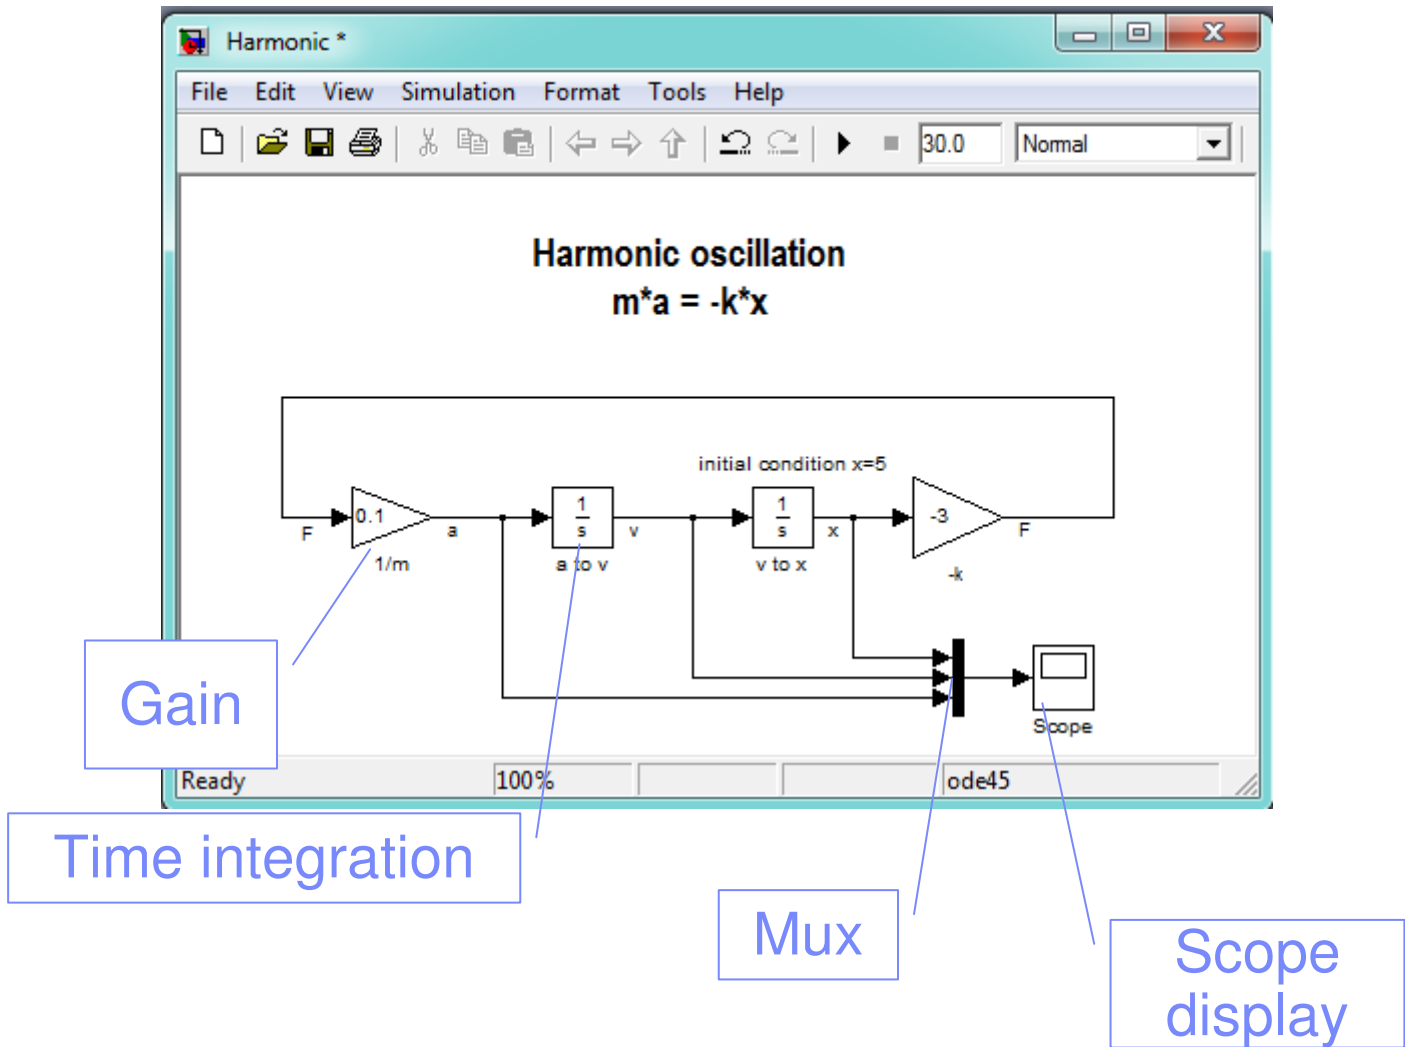 Harmonic *
File Edit View Simulation Format Tools Help
30.0 Normal
Harmonic oscillation
m*a = -k*x
initial condition x=5
F 0.1 a 1/s v 1/s x -3 F
1/m a to v v to x -k
Gain
Scope
Ready 100% ode45
Time integration
Mux
Scope
display